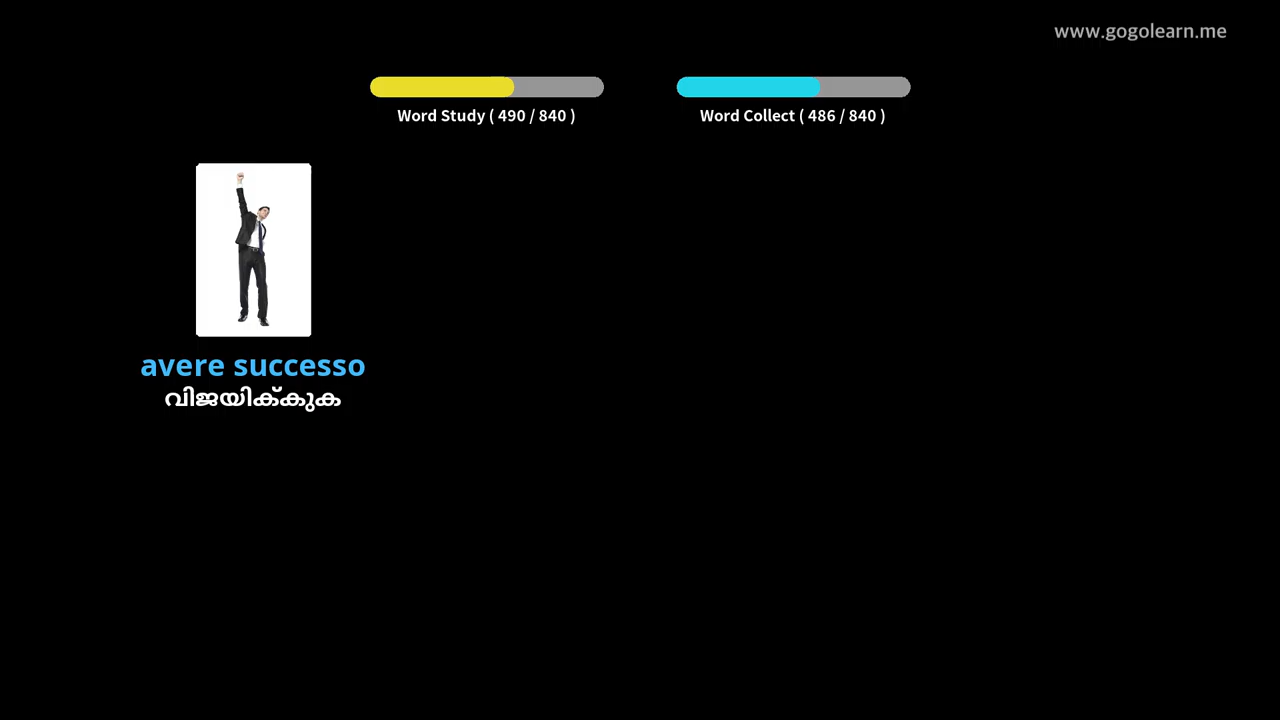 www.gogolearn.me
Word Study ( 490 / 840 )
Word Collect ( 486 / 840 )
avere successo
വിജയിക്കുക